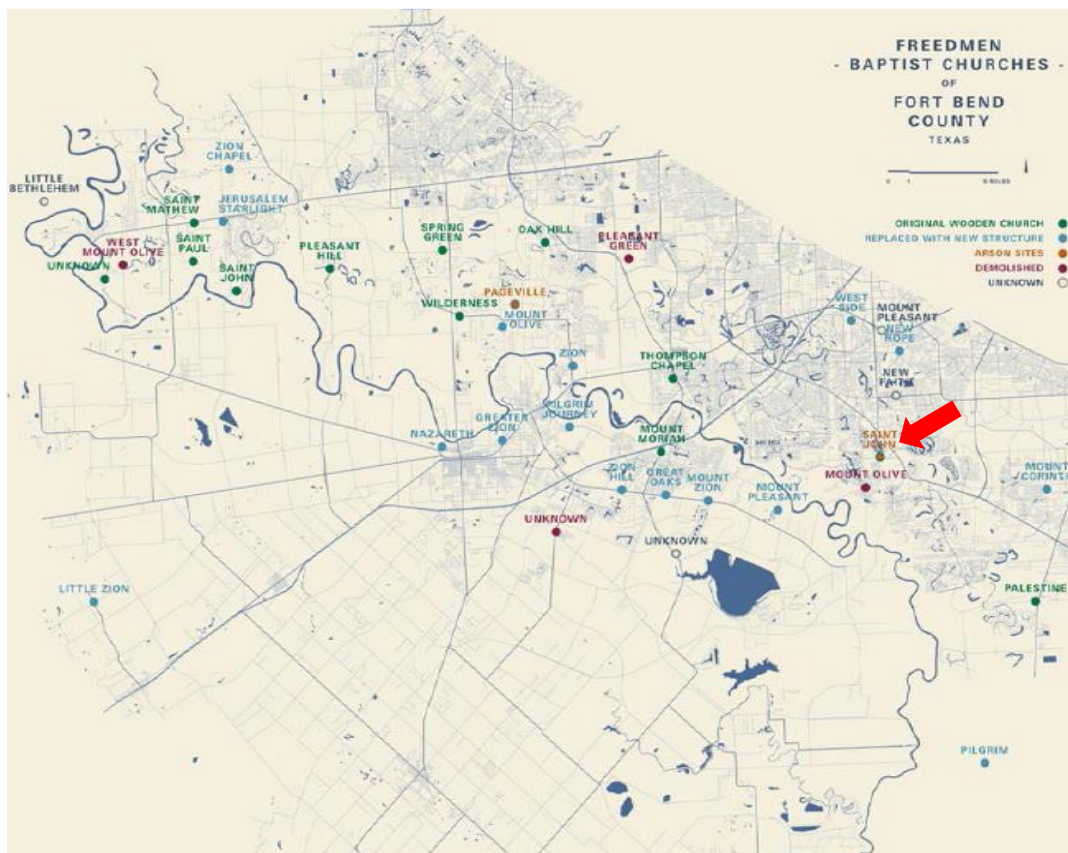 FREEDMEN
- BAPTIST CHURCHES -
OF
FORT BEND
COUNTY
TEXAS
ORIGINAL WOODEN CHURCH
REPLACED WITH NEW STRUCTURE
ARSON SITES
DEMOLISHED
UNKNOWN
ZION
CHAPEL
LITTLE
BETHLEHEM
SAINT
MATHEW
JERUSALEM
STARLIGHT
WEST
MOUNT OLIVE
SAINT
PAUL
UNKNOWN
SAINT
JOHN
PLEASANT
HILL
SPRING
GREEN
OAK HILL
PLEASANT
GREEN
PAGEVILLE
WILDERNESS
MOUNT
OLIVE
WEST
SIDE
MOUNT
PLEASANT
NEW
HOPE
ZION
THOMPSON
CHAPEL
NEW
FAITH
PILGRIM
JOURNEY
GREATER
ZION
NAZARETH
MOUNT
MORIAH
SAINT
JOHN
ZION
HILL
GREAT
OAKS
MOUNT
ZION
MOUNT
PLEASANT
MOUNT OLIVE
MOUNT
CORINTH
UNKNOWN
UNKNOWN
LITTLE ZION
PALESTINE
PILGRIM